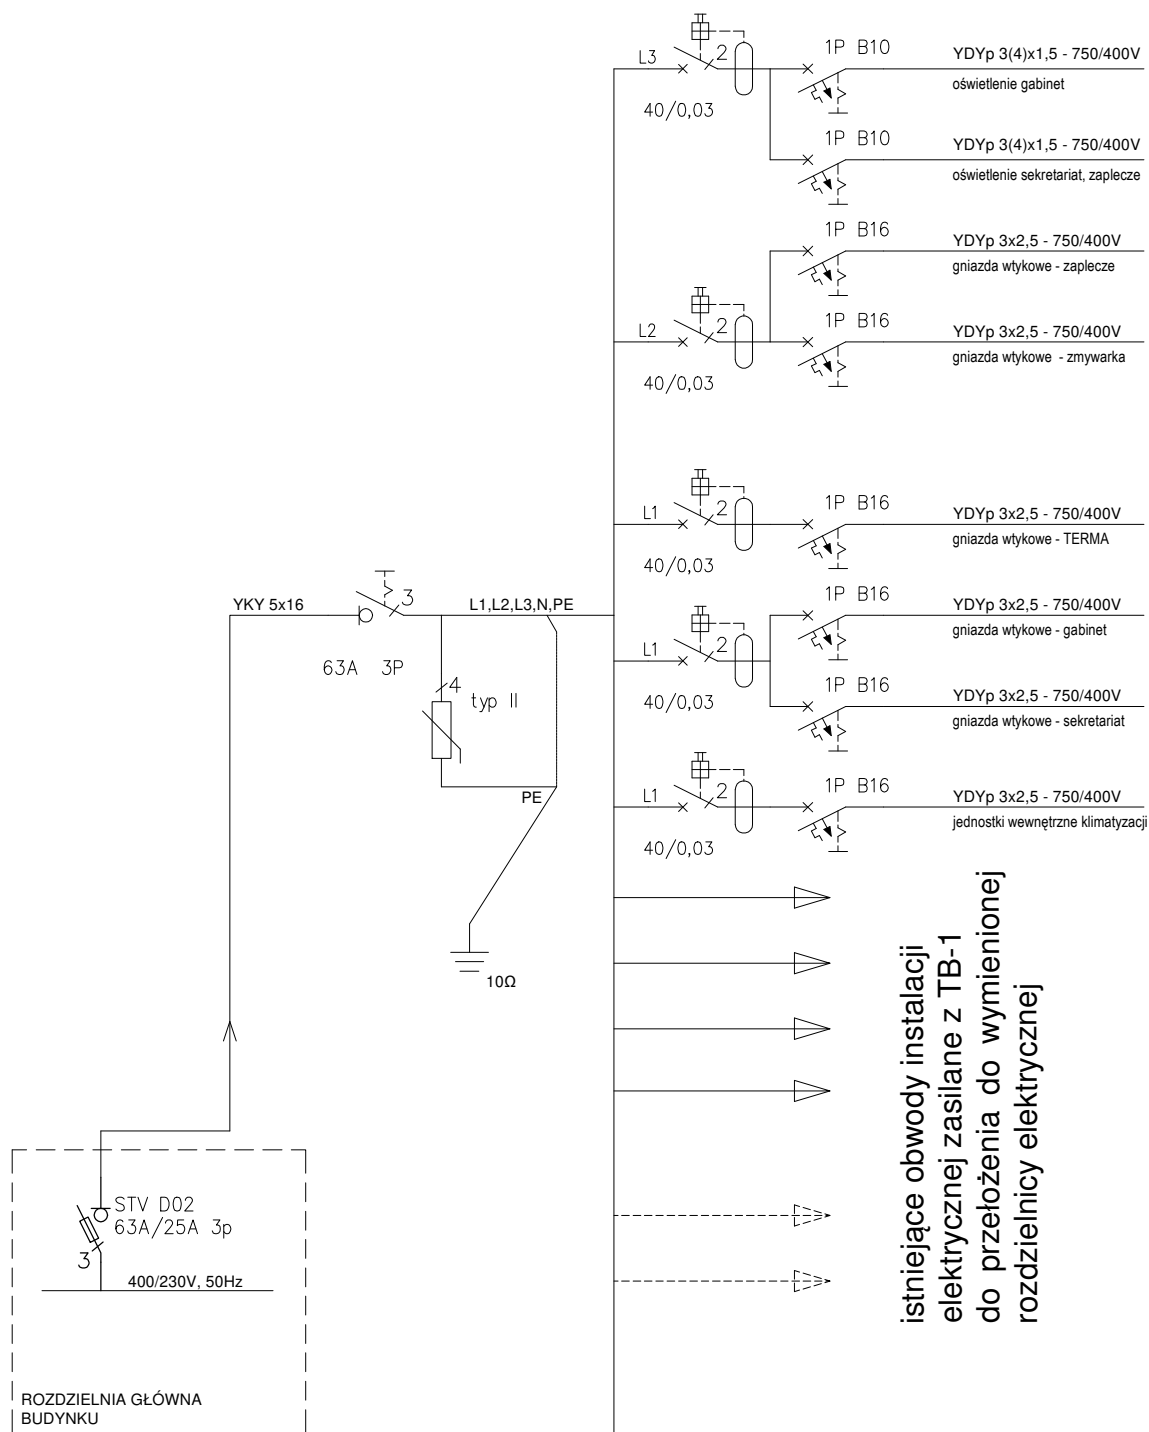 L3
2
40/0,03
1P B10
YDYp 3(4)x1,5 - 750/400V
oświetlenie gabinet
1P B10
YDYp 3(4)x1,5 - 750/400V
oświetlenie sekretariat, zaplecze
1P B16
YDYp 3x2,5 - 750/400V
gniazda wtykowe - zaplecze
L2
2
40/0,03
1P B16
YDYp 3x2,5 - 750/400V
gniazda wtykowe - zmywarka
L1
2
40/0,03
1P B16
YDYp 3x2,5 - 750/400V
gniazda wtykowe - TERMA
YKY 5x16
3
63A 3P
L1,L2,L3,N,PE
4
typ II
PE
10Ω
1P B16
YDYp 3x2,5 - 750/400V
gniazda wtykowe - gabinet
L1
2
40/0,03
1P B16
YDYp 3x2,5 - 750/400V
gniazda wtykowe - sekretariat
L1
2
40/0,03
1P B16
YDYp 3x2,5 - 750/400V
jednostki wewnętrzne klimatyzacji
istniejące obwody instalacji
elektrycznej zasilane z TB-1
do przełożenia do wymienionej
rozdzielnicy elektrycznej
STV D02
63A/25A 3p
3
400/230V, 50Hz
ROZDZIELNIA GŁÓWNA
BUDYNKU